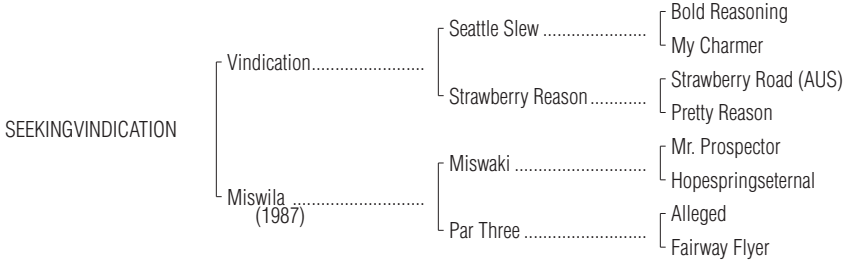 Bold Reasoning
Seattle Slew ......................
My Charmer
Vindication........................
Strawberry Road (AUS)
Strawberry Reason............
Pretty Reason
SEEKINGVINDICATION
Mr. Prospector
Miswaki ............................
Hopespringseternal
Miswila ............................
(1987)
Alleged
Par Three ..........................
Fairway Flyer